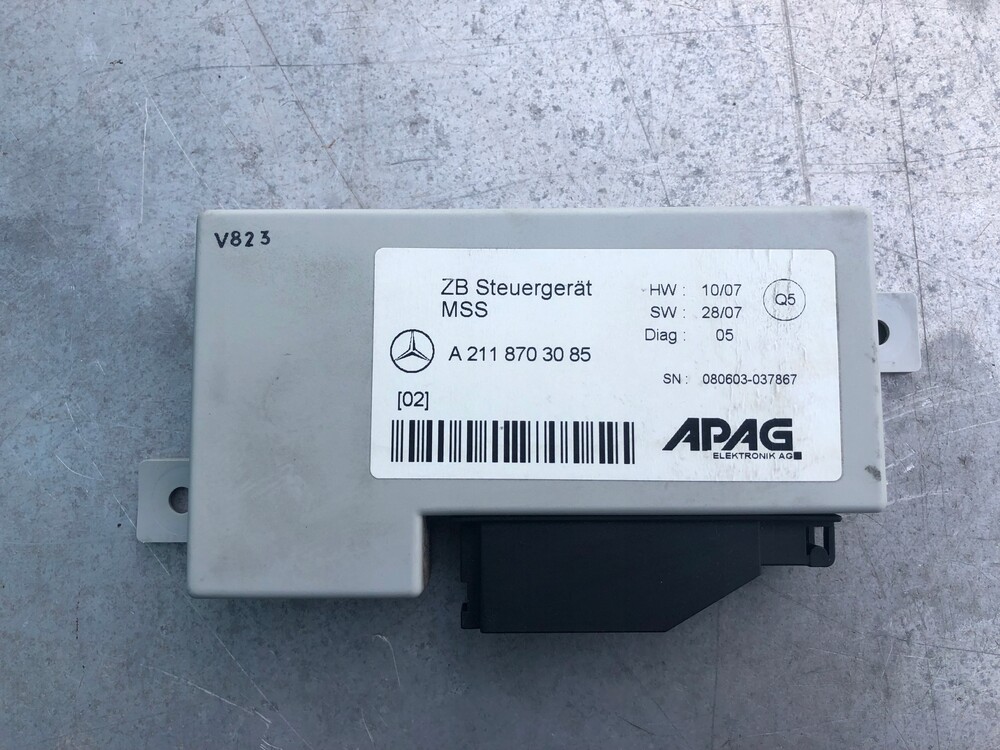 V823
ZB Steuergerät
MSS
A 211 870 30 85
[02]
HW : 10/07
SW : 28/07
Diag : 05
Q5
SN : 080603-037867
APAG
ELEKTRONIK AG